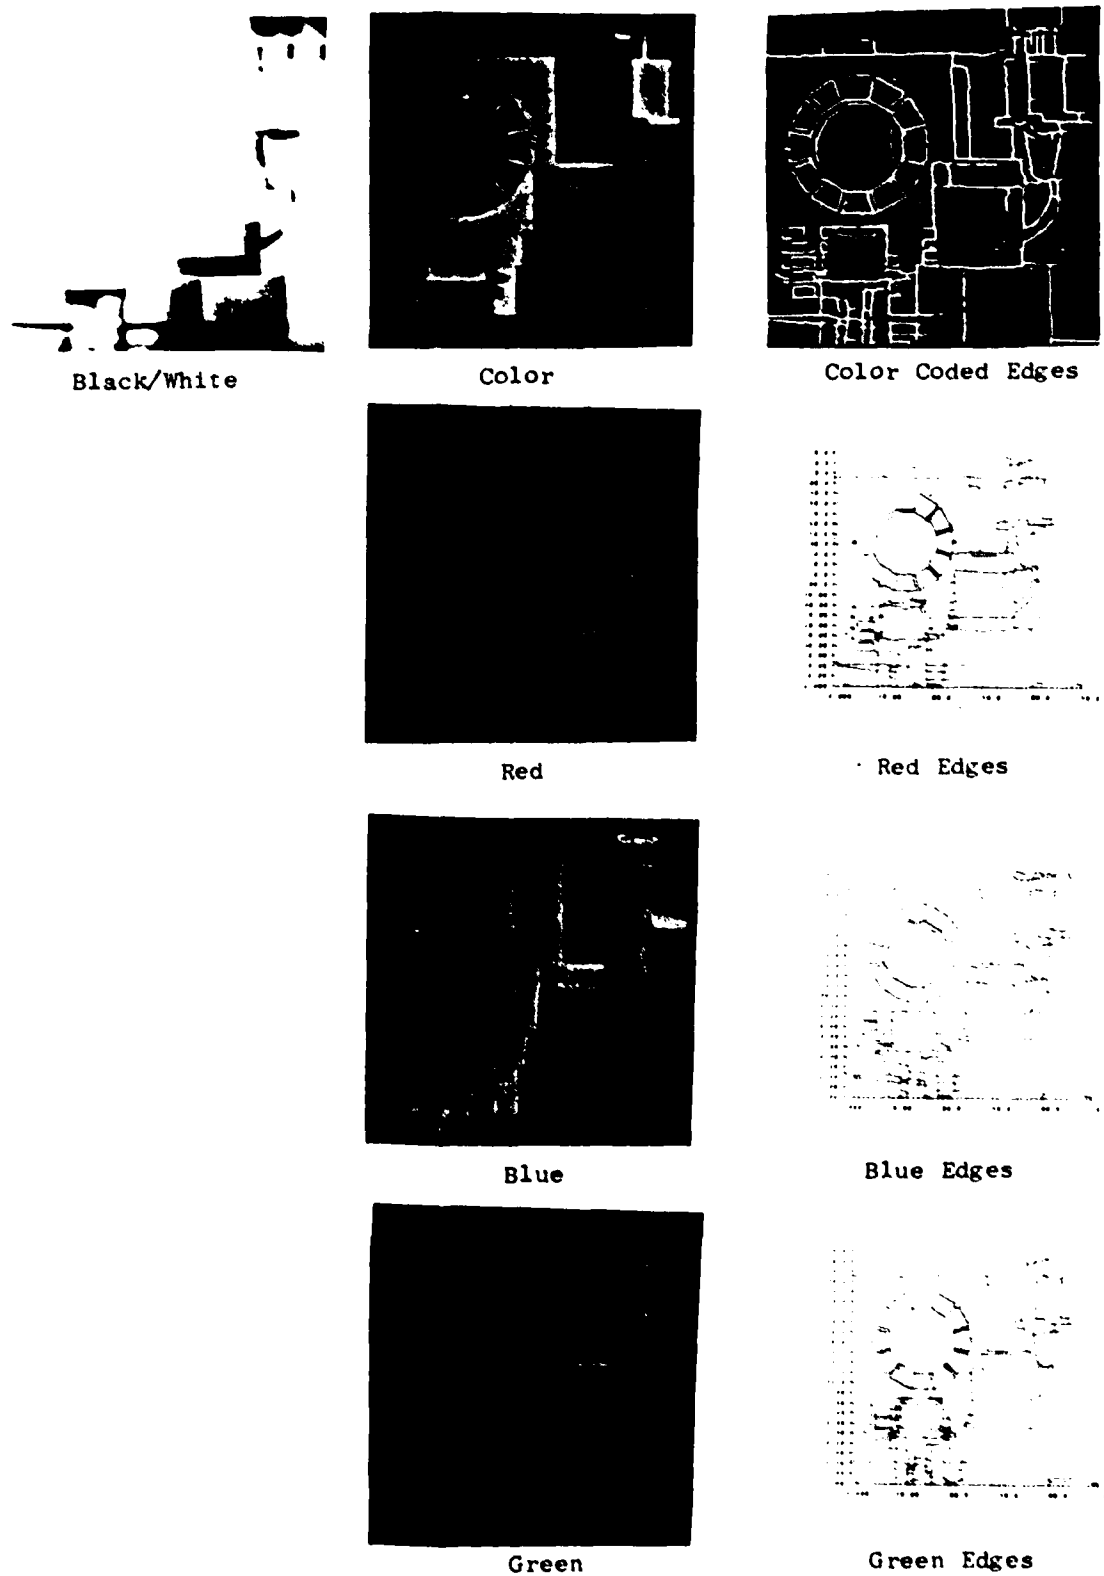 Black/White
Color
Color Coded Edges
Red
Red Edges
Blue
Blue Edges
Green
Green Edges